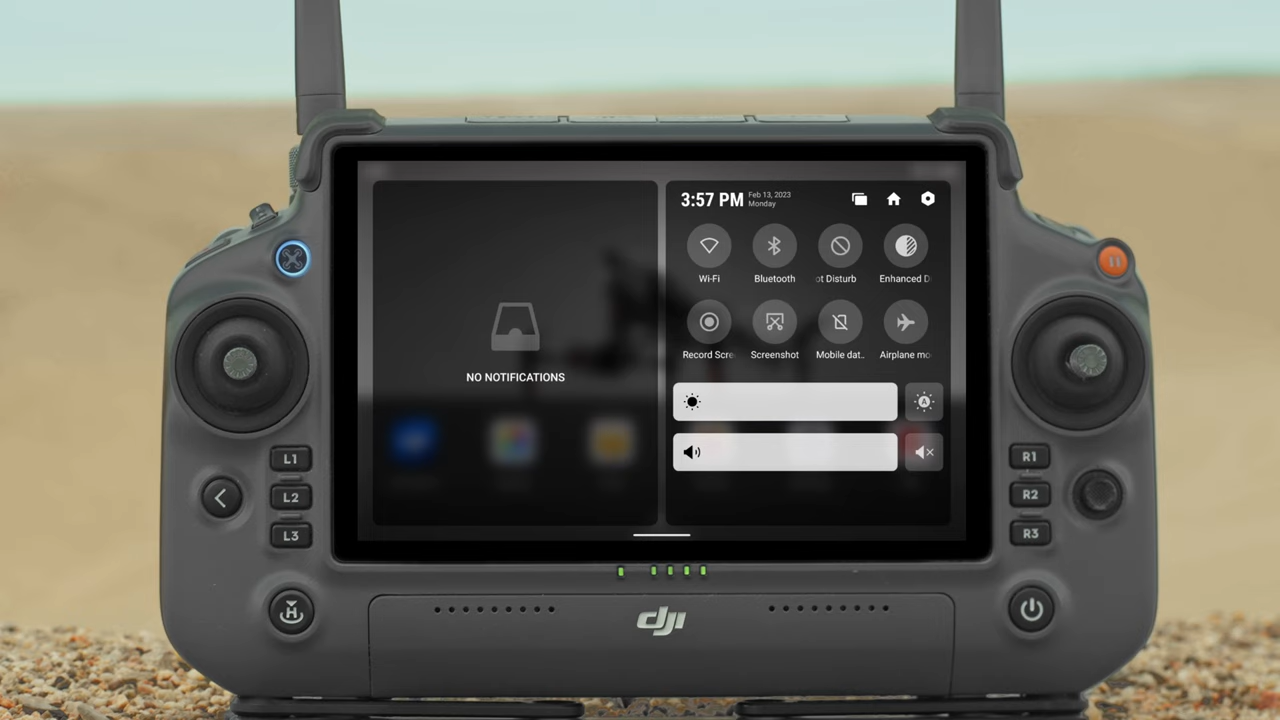 3:57 PM
Feb 13, 2023
Monday
Wi-Fi
Bluetooth
ot Disturb
Enhanced D
Record Scre
Screenshot
Mobile dat..
Airplane mo
NO NOTIFICATIONS
A
L1
L2
L3
R1
R2
R3
H
dji